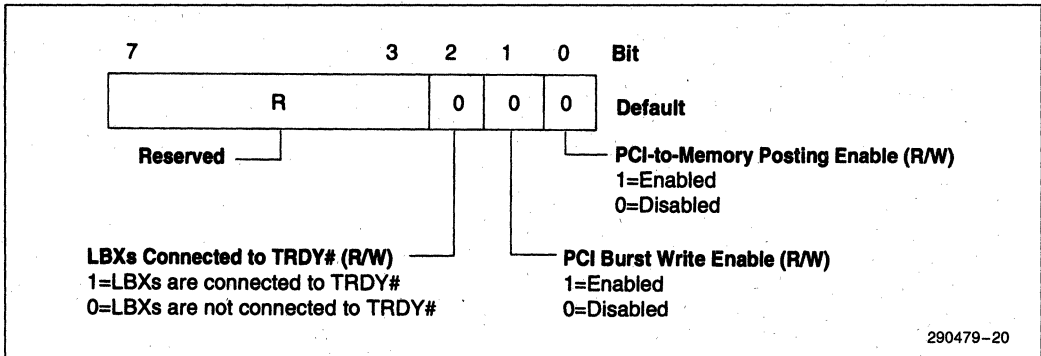 7 3 2 1 0 Bit
R 0 0 0 Default
Reserved
PCI-to-Memory Posting Enable (R/W)
1=Enabled
0=Disabled
LBXs Connected to TRDY# (R/W)
1=LBXs are connected to TRDY#
0=LBXs are not connected to TRDY#
PCI Burst Write Enable (R/W)
1=Enabled
0=Disabled
290479-20